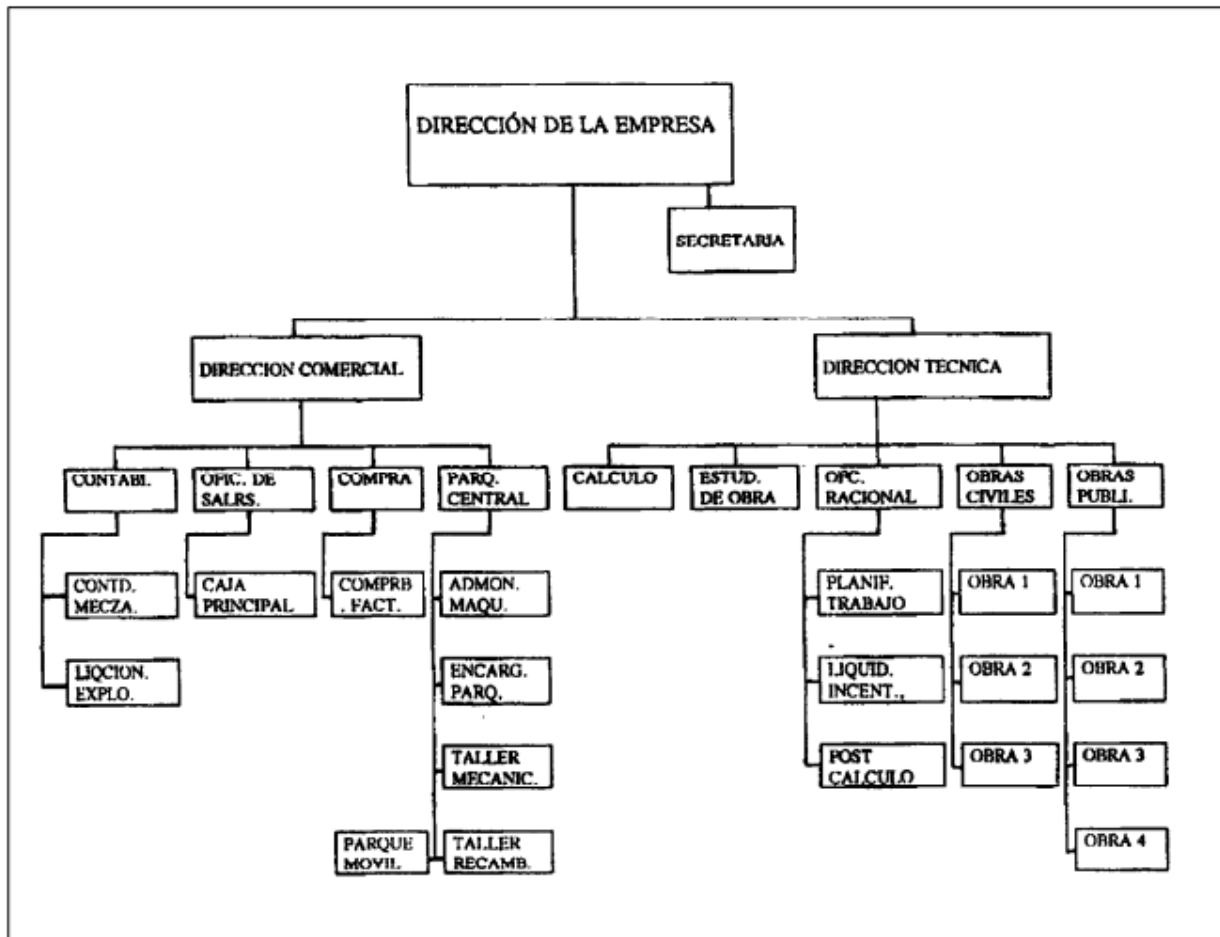 DIRECCIÓN DE LA EMPRESA
SECRETARIA
DIRECCION COMERCIAL
DIRECCION TECNICA
CONTABI.
OFIC. DE
SALRS.
COMPRA
PARQ.
CENTRAL
CALCULO
ESTUD.
DE OBRA
OFC.
RACIONAL
OBRAS
CIVILES
OBRAS
PUBLI.
CONTD.
MECZA.
CAJA
PRINCIPAL
COMPRB
. FACT.
ADMON.
MAQU.
PLANIF.
TRABAJO
OBRA 1
OBRA 1
LIQCION.
EXPLO.
ENCARG.
PARQ.
LIQUID.
INCENT.,
OBRA 2
OBRA 2
TALLER
MECANIC.
POST
CALCULO
OBRA 3
OBRA 3
PARQUE
MOVIL
TALLER
RECAMB.
OBRA 4